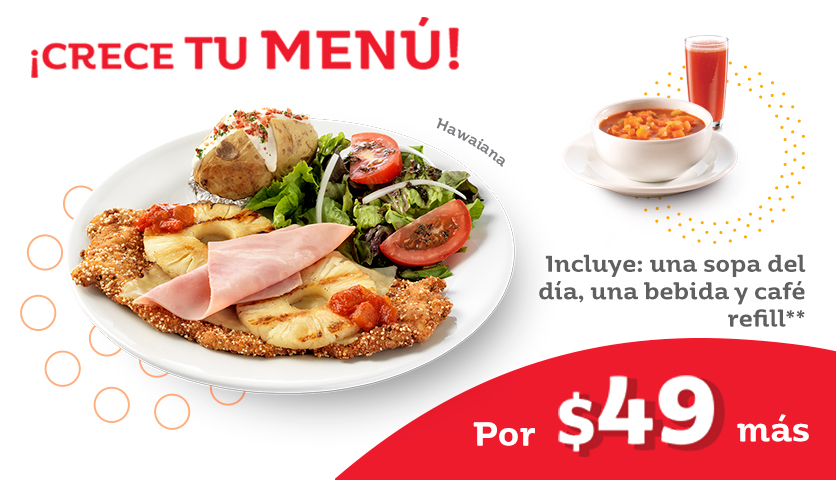 ¡CRECE TU MENÚ!
Hawaiana
Incluye: una sopa del
día, una bebida y café
refill**
Por $49 más